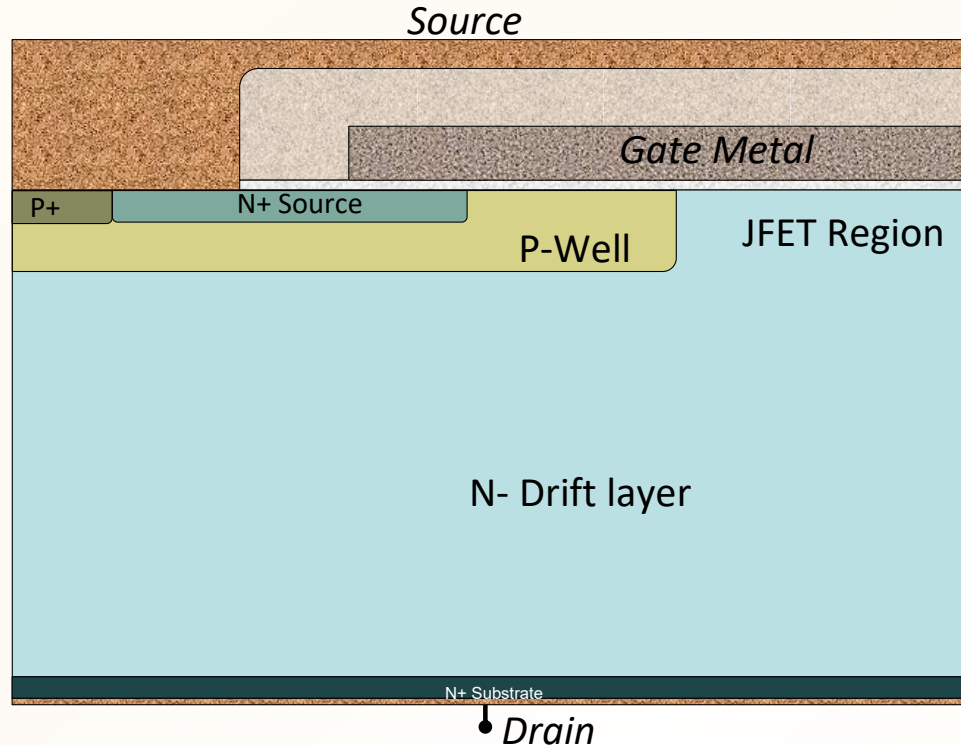 Source
Gate Metal
P+
N+ Source
P-Well
JFET Region
N- Drift layer
N+ Substrate
Drain